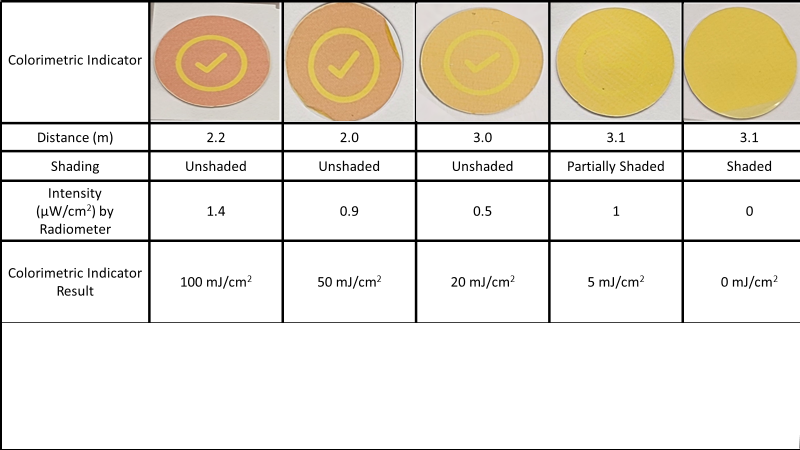 Colorimetric Indicator
Distance (m) 2.2 2.0 3.0 3.1 3.1
Shading Unshaded Unshaded Unshaded Partially Shaded Shaded
Intensity
(µW/cm²) by
Radiometer 1.4 0.9 0.5 1 0
Colorimetric Indicator
Result 100 mJ/cm² 50 mJ/cm² 20 mJ/cm² 5 mJ/cm² 0 mJ/cm²